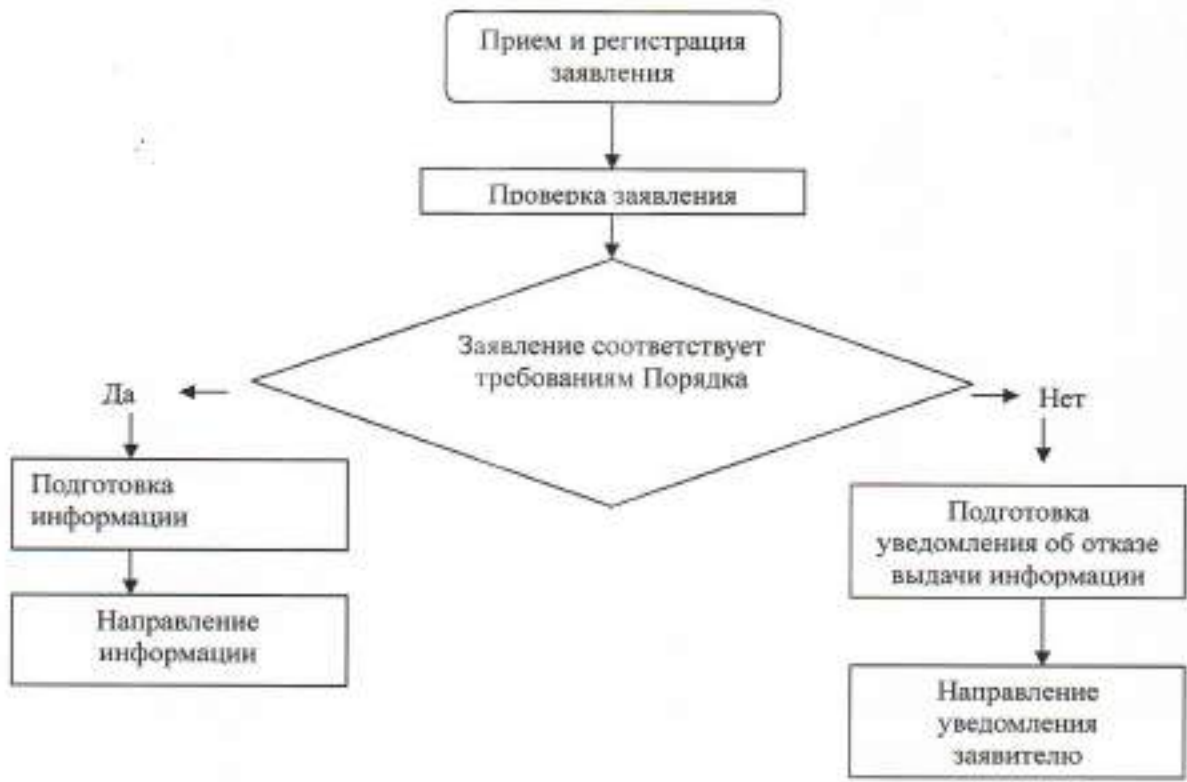 Прием и регистрация
заявления
Проверка заявления
Заявление соответствует
требованиям Порядка
Да
Нет
Подготовка
информации
Направление
информации
Подготовка
уведомления об отказе
выдачи информации
Направление
уведомления
заявителю